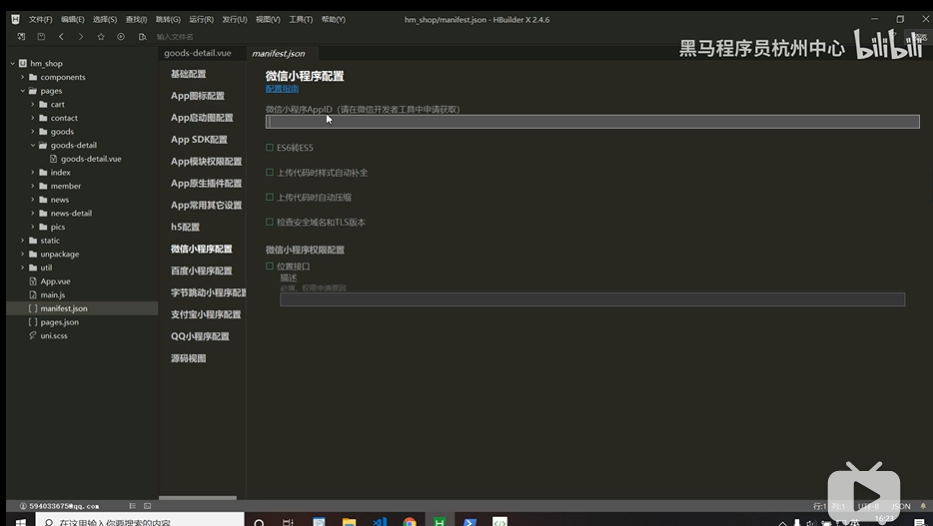 文件(F) 编辑(E) 选择(S) 查找(I) 跳转(G) 运行(R) 发行(U) 视图(V) 工具(T) 帮助(Y)
hm_shop/manifest.json - HBuilder X 2.4.6
输入文件名
黑马程序员杭州中心 bilibili
hm_shop
components
pages
cart
contact
goods
goods-detail
goods-detail.vue
index
member
news
news-detail
pics
static
unpackage
util
App.vue
main.js
manifest.json
pages.json
uni.scss
goods-detail.vue
manifest.json
基础配置
App图标配置
App启动图配置
App SDK配置
App模块权限配置
App原生插件配置
App常用其它设置
h5配置
微信小程序配置
百度小程序配置
字节跳动小程序配置
支付宝小程序配置
QQ小程序配置
源码视图
微信小程序配置
配置指南
微信小程序AppID（请在微信开发者工具中申请获取）
ES6转ES5
上传代码时样式自动补全
上传代码时自动压缩
检查安全域名和TLS版本
微信小程序权限配置
位置接口
描述
必填，权限申请原因
594033675@qq.com
行:1 列:1 UTF-8 JSON
在这里输入你要搜索的内容
16:23